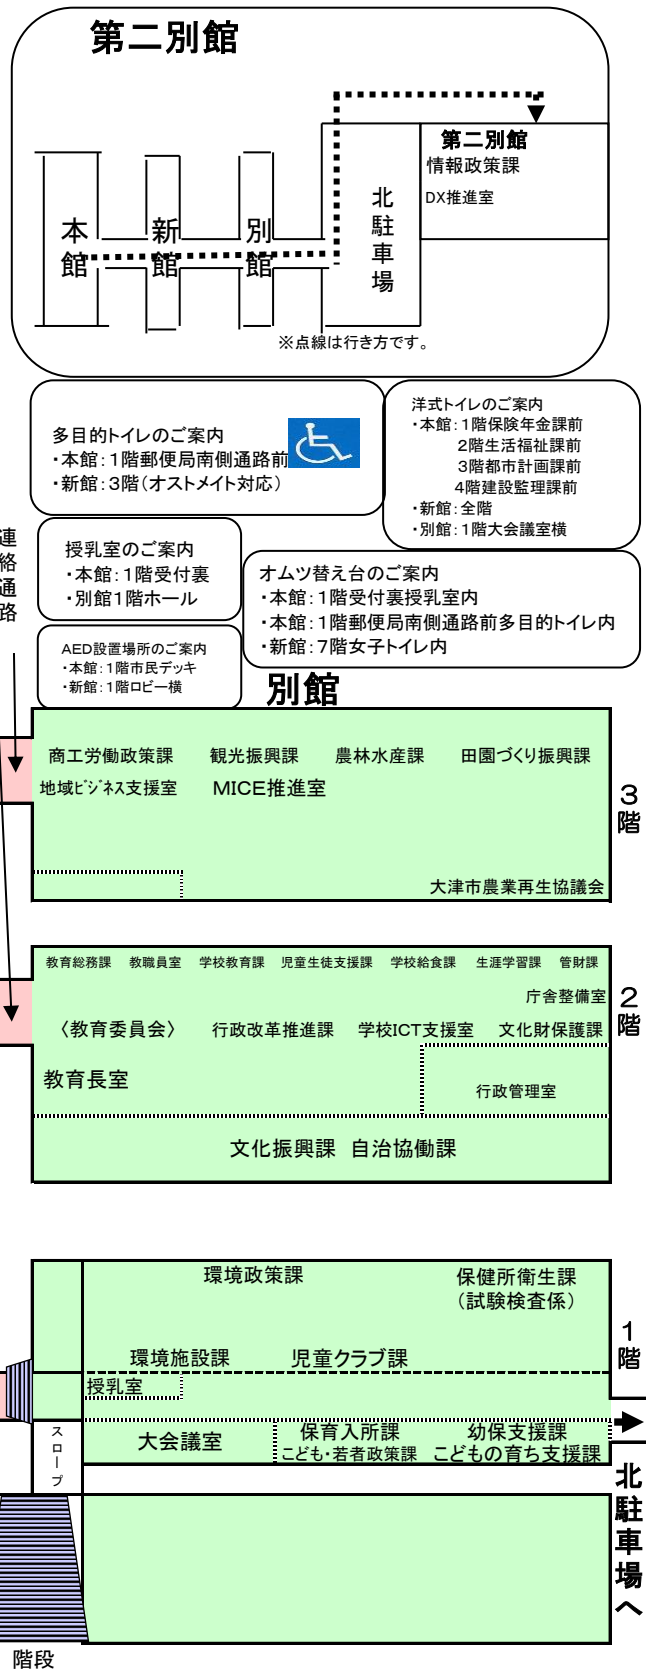 第二別館
第二別館
情報政策課
DX推進室
本館
新館
別館
北駐車場
※点線は行き方です。
多目的トイレのご案内
・本館：１階郵便局南側通路前
・新館：３階（オストメイト対応）
洋式トイレのご案内
・本館：１階保険年金課前
２階生活福祉課前
３階都市計画課前
４階建設監理課前
・新館：全階
・別館：１階大会議室横
連絡通路
授乳室のご案内
・本館：１階受付裏
・別館１階ホール
オムツ替え台のご案内
・本館：１階受付裏授乳室内
・本館：１階郵便局南側通路前多目的トイレ内
・新館：７階女子トイレ内
AED設置場所のご案内
・本館：１階市民デッキ
・新館：１階ロビー横
別館
商工労働政策課　観光振興課　農林水産課　田園づくり振興課
地域ﾋﾞｼﾞﾈｽ支援室　MICE推進室
大津市農業再生協議会
３階
教育総務課　教職員室　学校教育課　児童生徒支援課　学校給食課　生涯学習課　管財課
庁舎整備室
〈教育委員会〉　行政改革推進課　学校ICT支援室　文化財保護課
教育長室
行政管理室
文化振興課　自治協働課
２階
環境政策課　保健所衛生課
（試験検査係）
環境施設課　児童クラブ課
授乳室
１階
スロープ
大会議室
保育入所課　幼保支援課
こども・若者政策課　こどもの育ち支援課
北駐車場へ
階段